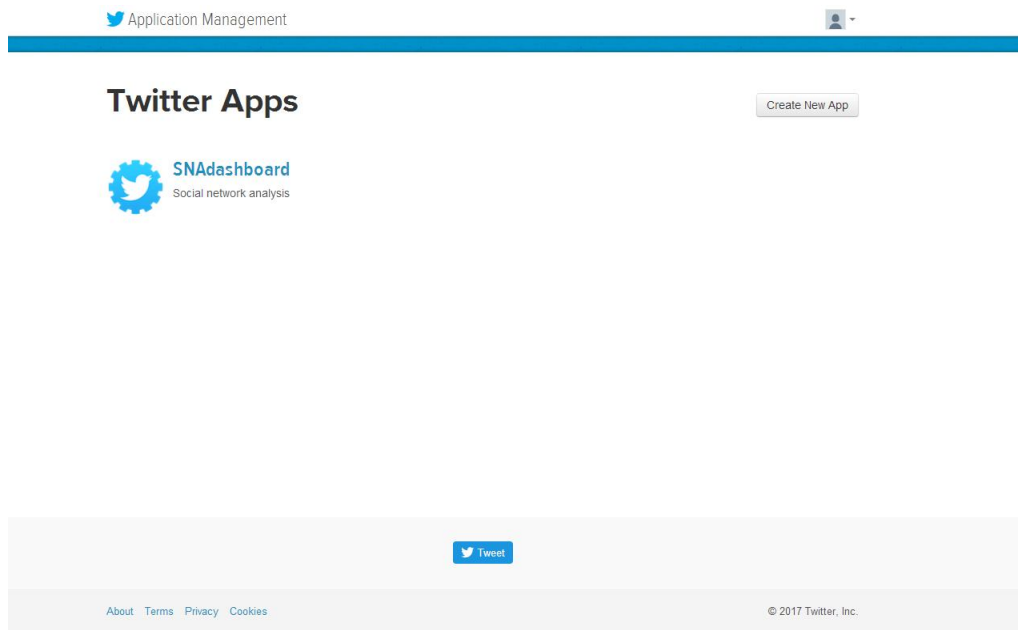 Application Management
Twitter Apps
Create New App
SNAdashboard
Social network analysis
Tweet
About Terms Privacy Cookies
© 2017 Twitter, Inc.